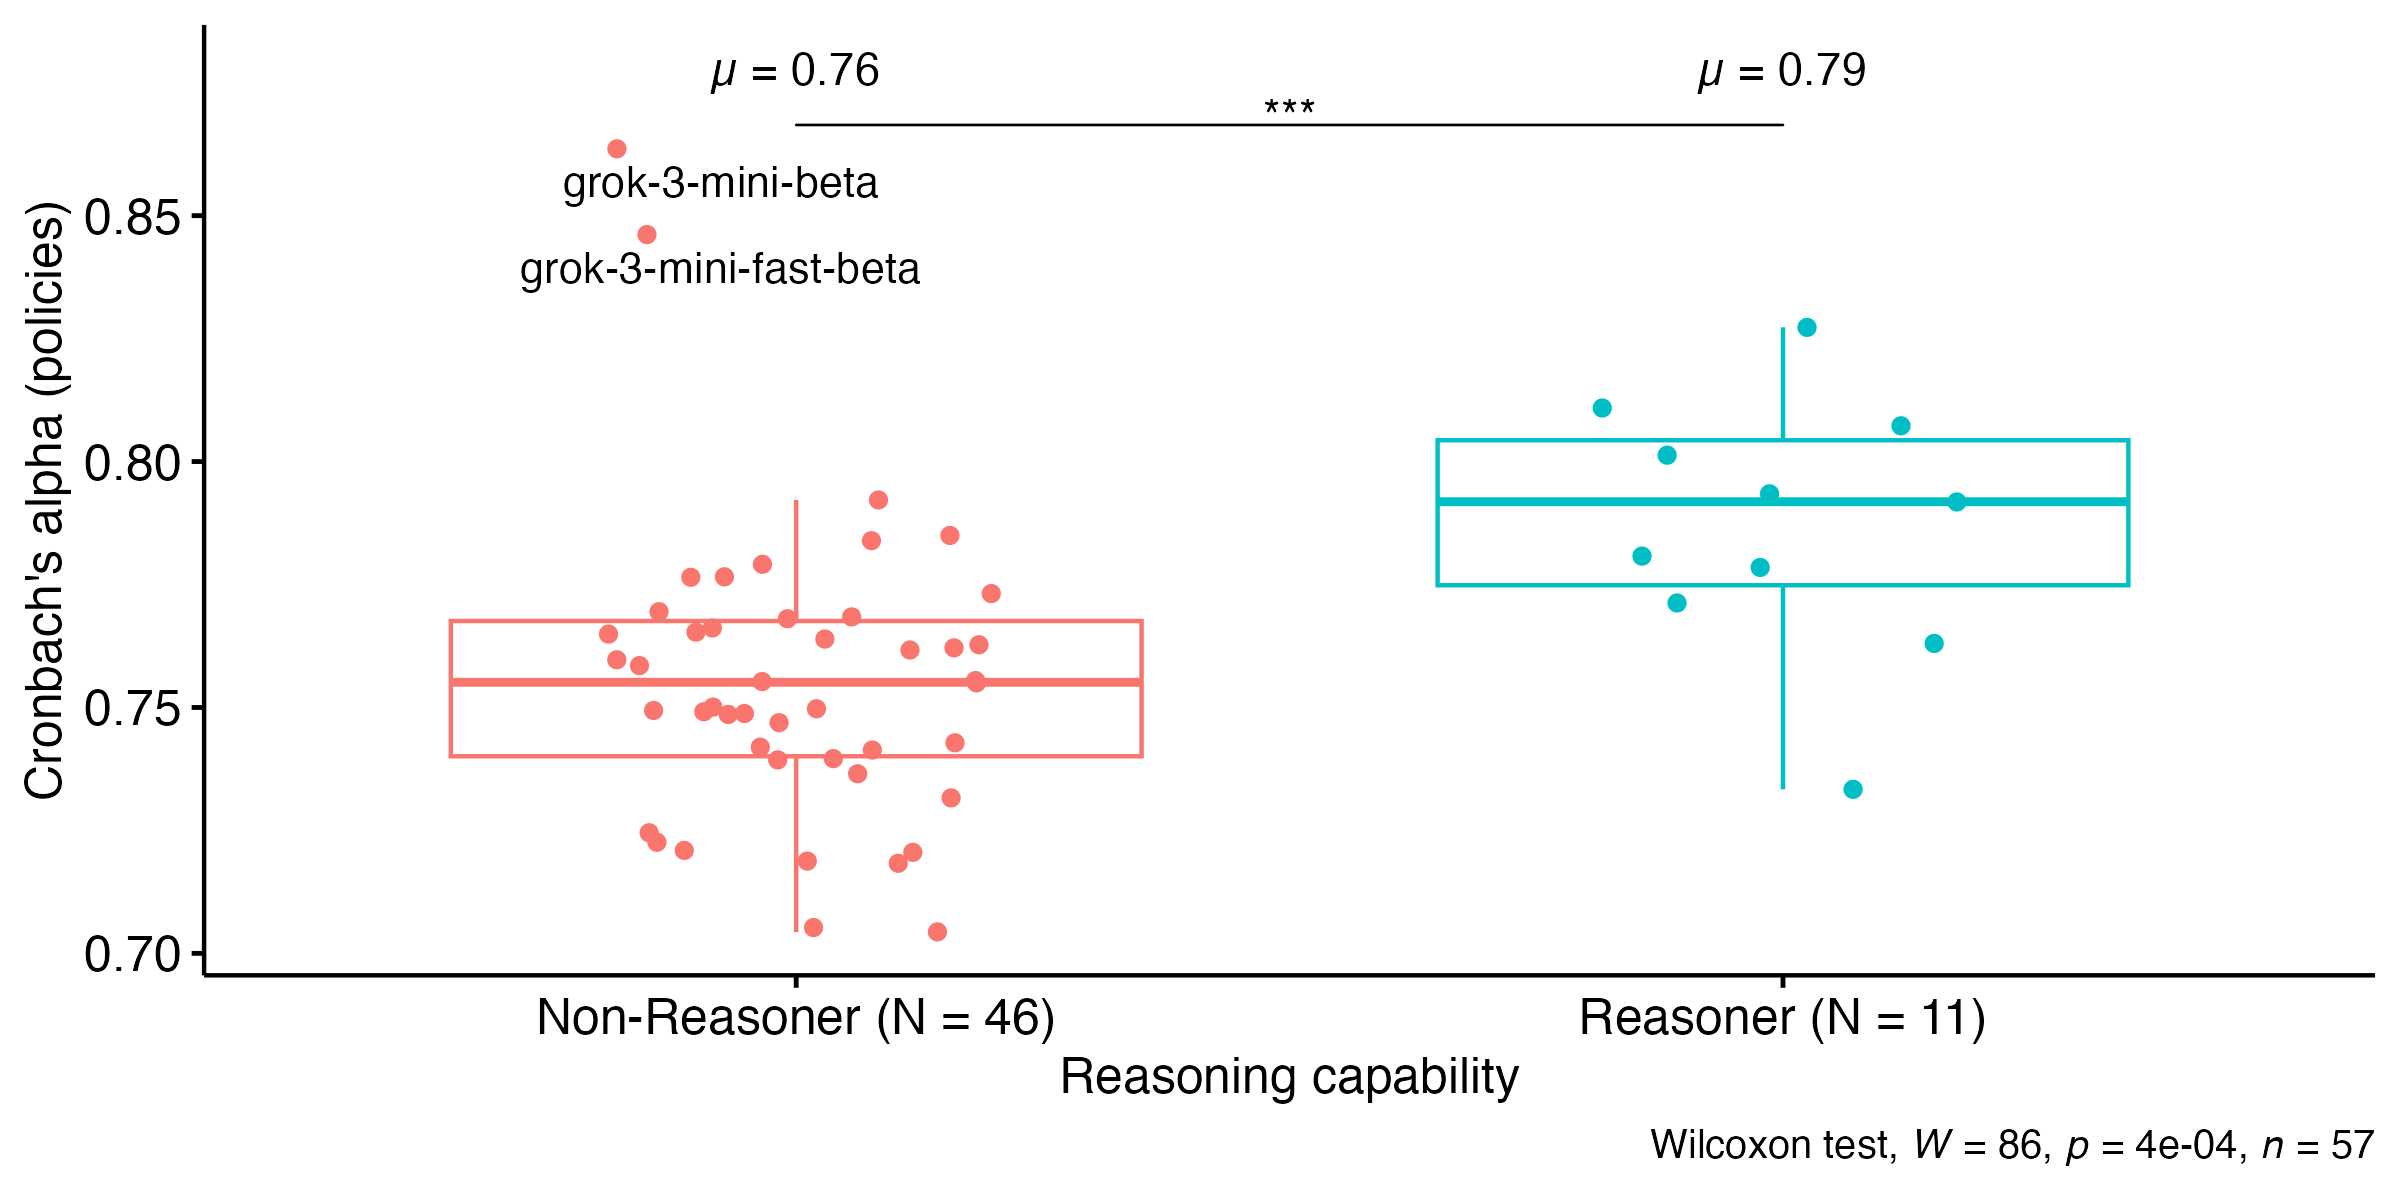 μ = 0.76
μ = 0.79
***
grok-3-mini-beta
grok-3-mini-fast-beta
Cronbach's alpha (policies)
0.85
0.80
0.75
0.70
Non-Reasoner (N = 46)
Reasoner (N = 11)
Reasoning capability
Wilcoxon test, W = 86, p = 4e-04, n = 57